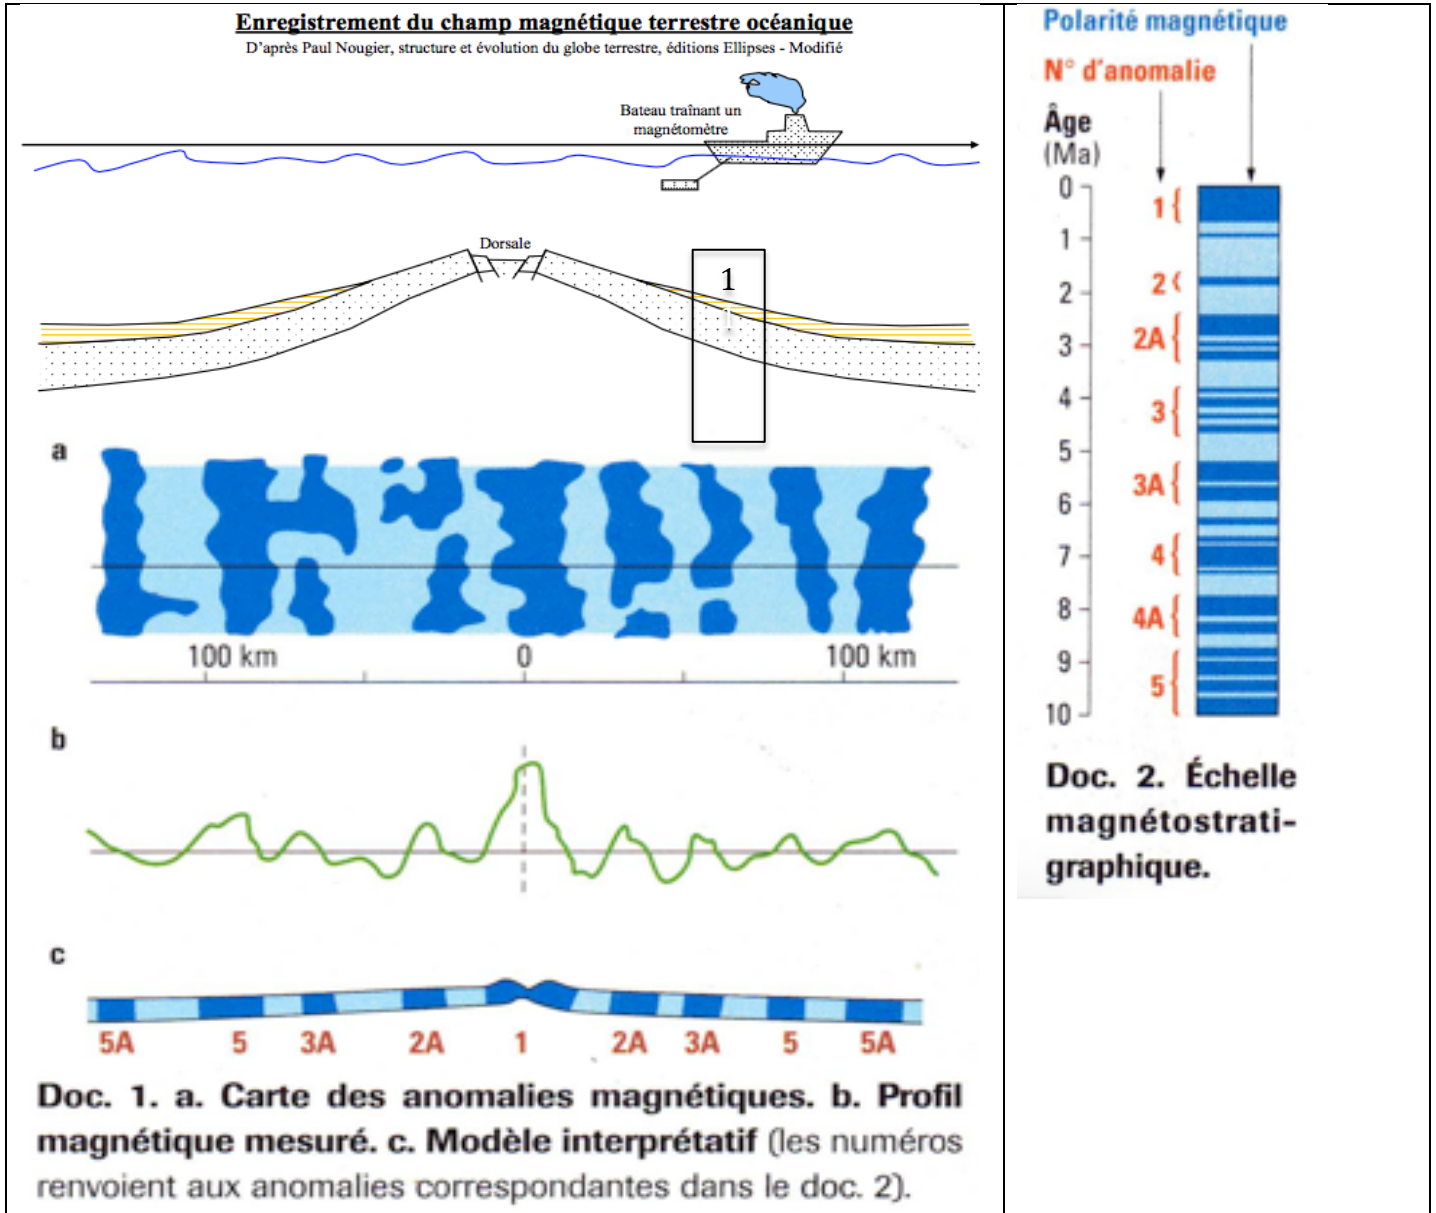 Enregistrement du champ magnétique terrestre océanique
D'après Paul Nougier, structure et évolution du globe terrestre, éditions Ellipses - Modifié
Bateau traînant un
magnétomètre
Dorsale
1
a
100 km 0 100 km
b
c
5A 5 3A 2A 1 2A 3A 5 5A
Doc. 1. a. Carte des anomalies magnétiques. b. Profil
magnétique mesuré. c. Modèle interprétatif (les numéros
renvoient aux anomalies correspondantes dans le doc. 2).
Polarité magnétique
N° d'anomalie
Âge
(Ma)
0
1
1
2
2
2A
3
4
3
5
3A
6
4
7
8
4A
9
5
10
Doc. 2. Échelle
magnétostrati-
graphique.